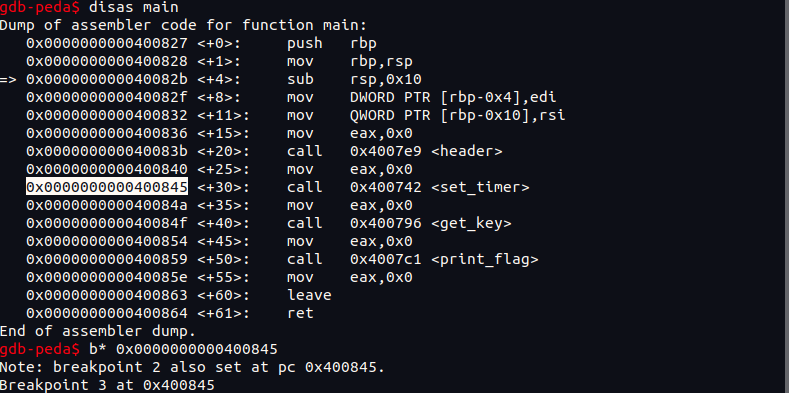 gdb-peda$ disas main
Dump of assembler code for function main:
   0x0000000000400827 <+0>:     push   rbp
   0x0000000000400828 <+1>:     mov    rbp,rsp
=> 0x000000000040082b <+4>:     sub    rsp,0x10
   0x000000000040082f <+8>:     mov    DWORD PTR [rbp-0x4],edi
   0x0000000000400832 <+11>:    mov    QWORD PTR [rbp-0x10],rsi
   0x0000000000400836 <+15>:    mov    eax,0x0
   0x000000000040083b <+20>:    call   0x4007e9 <header>
   0x0000000000400840 <+25>:    mov    eax,0x0
   0x0000000000400845 <+30>:    call   0x400742 <set_timer>
   0x000000000040084a <+35>:    mov    eax,0x0
   0x000000000040084f <+40>:    call   0x400796 <get_key>
   0x0000000000400854 <+45>:    mov    eax,0x0
   0x0000000000400859 <+50>:    call   0x4007c1 <print_flag>
   0x000000000040085e <+55>:    mov    eax,0x0
   0x0000000000400863 <+60>:    leave
   0x0000000000400864 <+61>:    ret
End of assembler dump.
gdb-peda$ b* 0x0000000000400845
Note: breakpoint 2 also set at pc 0x400845.
Breakpoint 3 at 0x400845